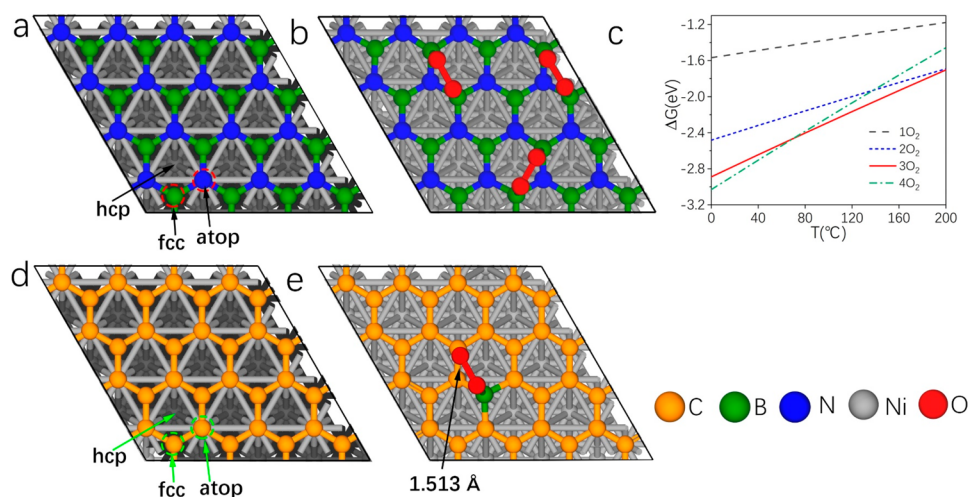 a
b
c
hcp
fcc
atop
ΔG(eV)
-1.2
-1.6
-2.0
-2.4
-2.8
-3.2
0
40
80
120
160
200
T(℃)
1O₂
2O₂
3O₂
4O₂
d
e
hcp
fcc
atop
1.513 Å
C
B
N
Ni
O